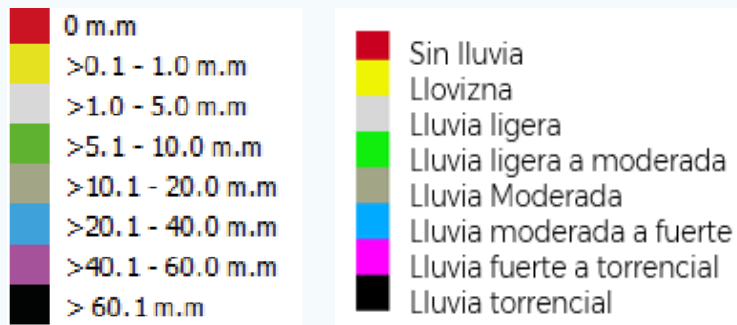 0 m.m
>0.1 - 1.0 m.m
>1.0 - 5.0 m.m
>5.1 - 10.0 m.m
>10.1 - 20.0 m.m
>20.1 - 40.0 m.m
>40.1 - 60.0 m.m
> 60.1 m.m
Sin lluvia
Llovizna
Lluvia ligera
Lluvia ligera a moderada
Lluvia Moderada
Lluvia moderada a fuerte
Lluvia fuerte a torrencial
Lluvia torrencial